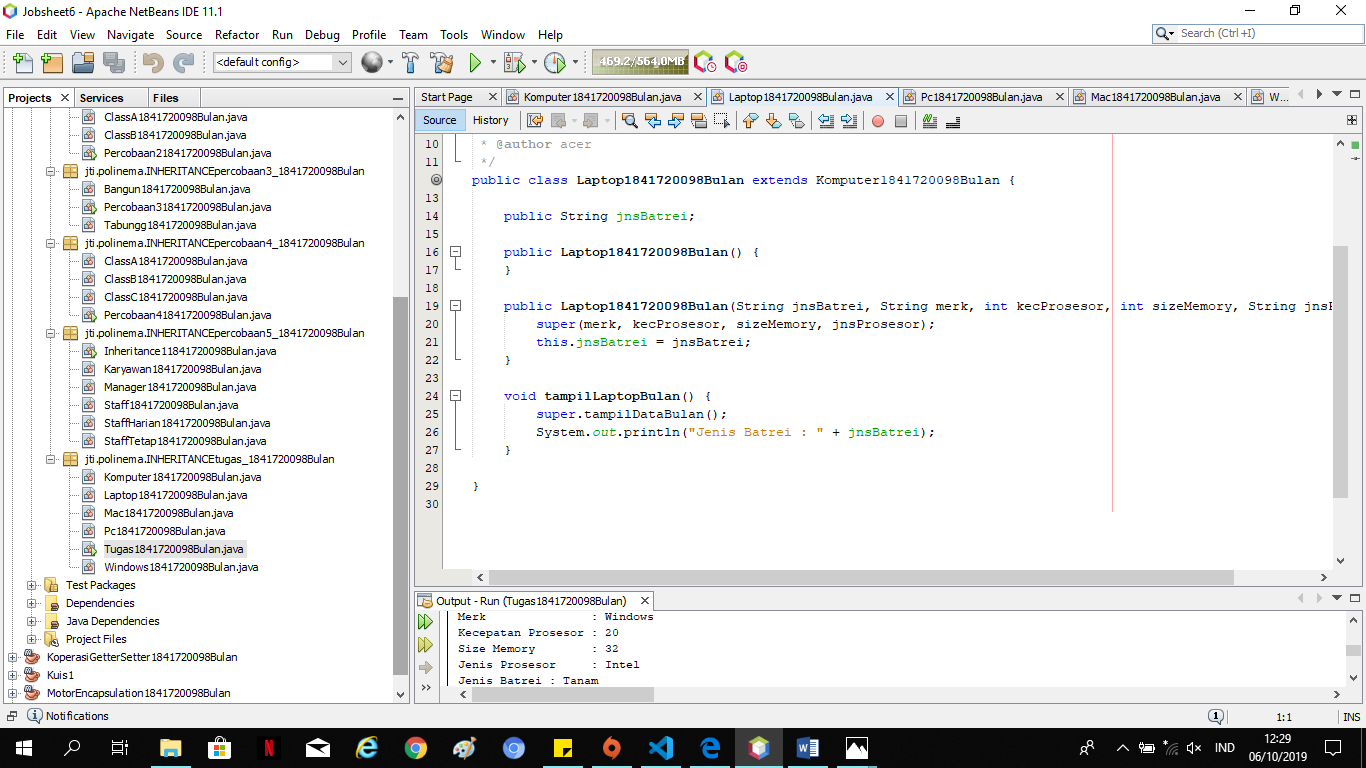 Jobsheet6 - Apache NetBeans IDE 11.1
File Edit View Navigate Source Refactor Run Debug Profile Team Tools Window Help
Search (Ctrl+I)
<default config>
469.2/564.0MB
Projects
Services
Files
ClassA1841720098Bulan.java
ClassB1841720098Bulan.java
Percobaan21841720098Bulan.java
jti.polinema.INHERITANCEpercobaan3_1841720098Bulan
Bangun1841720098Bulan.java
Percobaan31841720098Bulan.java
Tabungg1841720098Bulan.java
jti.polinema.INHERITANCEpercobaan4_1841720098Bulan
ClassA1841720098Bulan.java
ClassB1841720098Bulan.java
ClassC1841720098Bulan.java
Percobaan41841720098Bulan.java
jti.polinema.INHERITANCEpercobaan5_1841720098Bulan
Inheritance11841720098Bulan.java
Karyawan1841720098Bulan.java
Manager1841720098Bulan.java
Staff1841720098Bulan.java
StaffHarian1841720098Bulan.java
StaffTetap1841720098Bulan.java
jti.polinema.INHERITANCEtugas_1841720098Bulan
Komputer1841720098Bulan.java
Laptop1841720098Bulan.java
Mac1841720098Bulan.java
Pc1841720098Bulan.java
Tugas1841720098Bulan.java
Windows1841720098Bulan.java
Test Packages
Dependencies
Java Dependencies
Project Files
KoperasiGetterSetter1841720098Bulan
Kuis1
MotorEncapsulation1841720098Bulan
Start Page
Komputer1841720098Bulan.java
Laptop1841720098Bulan.java
Pc1841720098Bulan.java
Mac1841720098Bulan.java
W...
Source History
10 * @author acer
11 */
public class Laptop1841720098Bulan extends Komputer1841720098Bulan {
13
14 public String jnsBatrei;
15
16 public Laptop1841720098Bulan() {
17 }
18
19 public Laptop1841720098Bulan(String jnsBatrei, String merk, int kecProsesor, int sizeMemory, String jnsP
20 super(merk, kecProsesor, sizeMemory, jnsProsesor);
21 this.jnsBatrei = jnsBatrei;
22 }
23
24 void tampilLaptopBulan() {
25 super.tampilDataBulan();
26 System.out.println("Jenis Batrei : " + jnsBatrei);
27 }
28
29 }
30
Output - Run (Tugas1841720098Bulan)
Merk : Windows
Kecepatan Prosesor : 20
Size Memory : 32
Jenis Prosesor : Intel
Jenis Batrei : Tanam
Notifications
1:1
INS
IND
12:29
06/10/2019